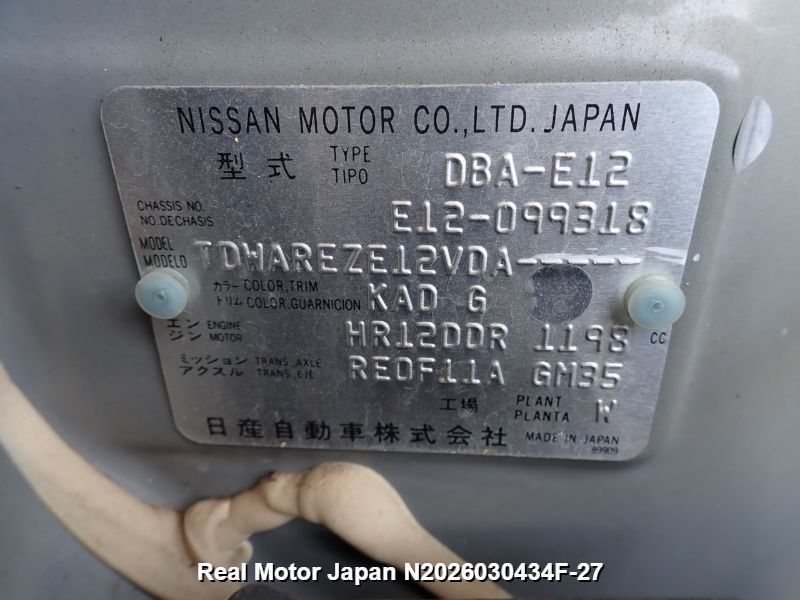 NISSAN MOTOR CO.,LTD. JAPAN
型式 TYPE TIPO DBA-E12
CHASSIS NO. NO. DE CHASIS E12-099318
MODEL MODELO TDWAREZE12VDA-----
カラー COLOR,TRIM トリム COLOR,GUARNICION KAD G
エンジン ENGINE MOTOR HR12DDR 1198 CC
ミッション TRANS.,AXLE アクスル TRANS.,EJE RE0F11A GM35
工場 PLANT PLANTA W
日産自動車株式会社 MADE IN JAPAN
89909
Real Motor Japan N2026030434F-27